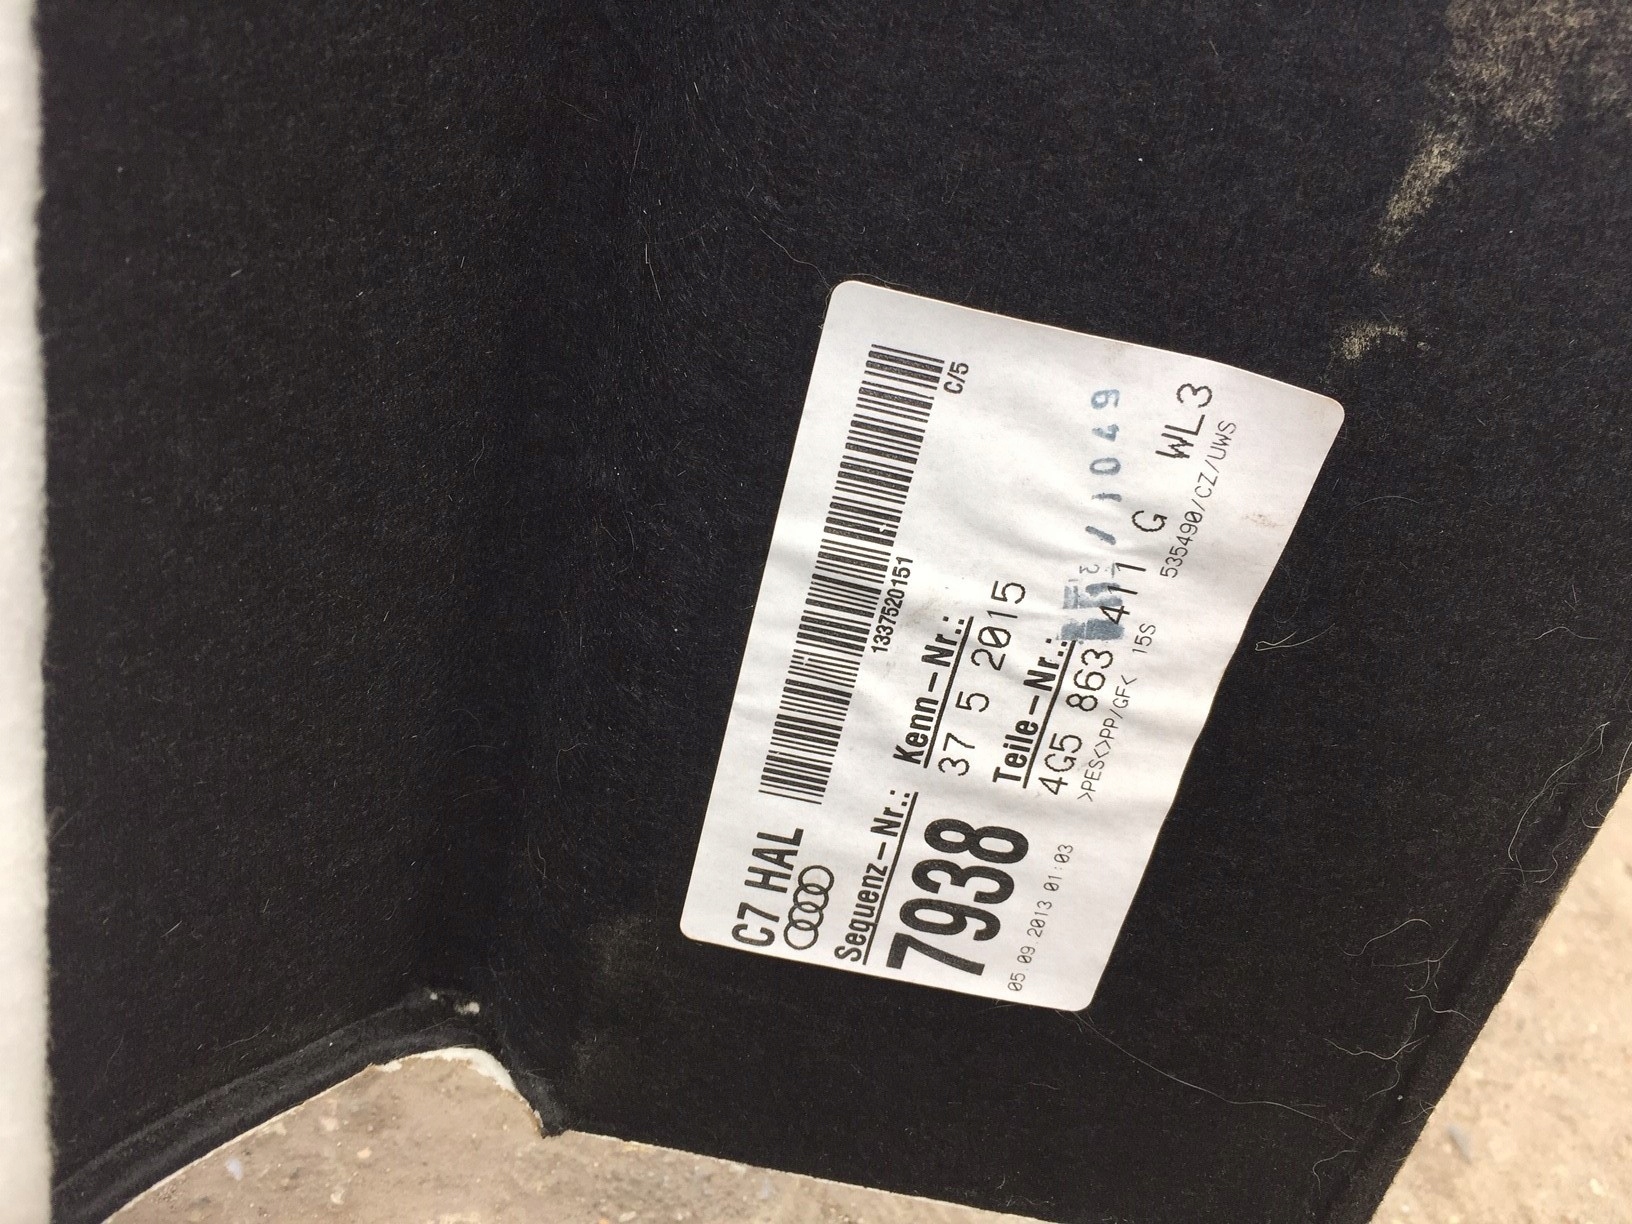 C7 HAL
C/5
1337520151
Sequenz-Nr.:
7938
Kenn-Nr.:
37 5 2015
Teile-Nr.:
/1049
4G5 863 411 G WL3
>PES<>PP/GF< 15S 535490/CZ/UWS
05.09.2013 01:03